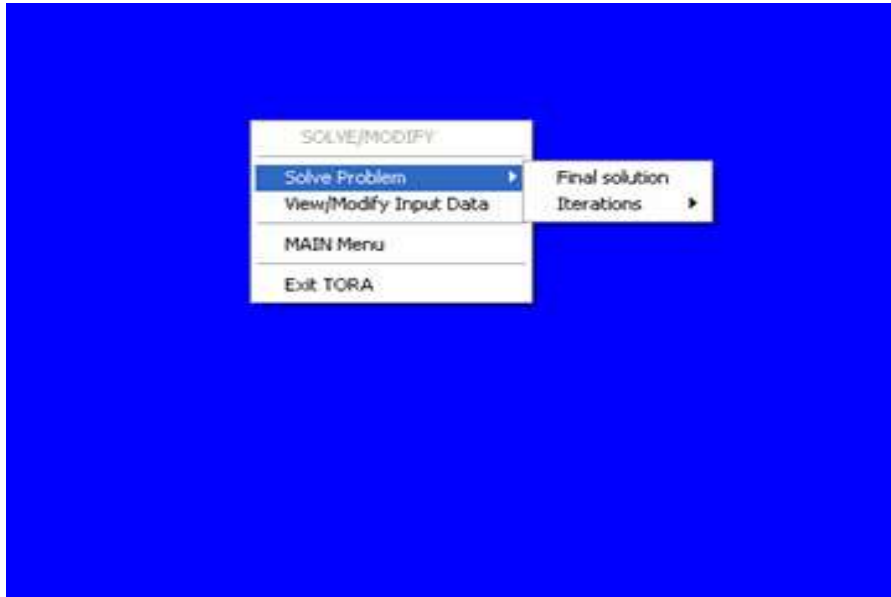 SOLVE/MODIFY
Solve Problem
Final solution
View/Modify Input Data
Iterations
MAIN Menu
Exit TORA